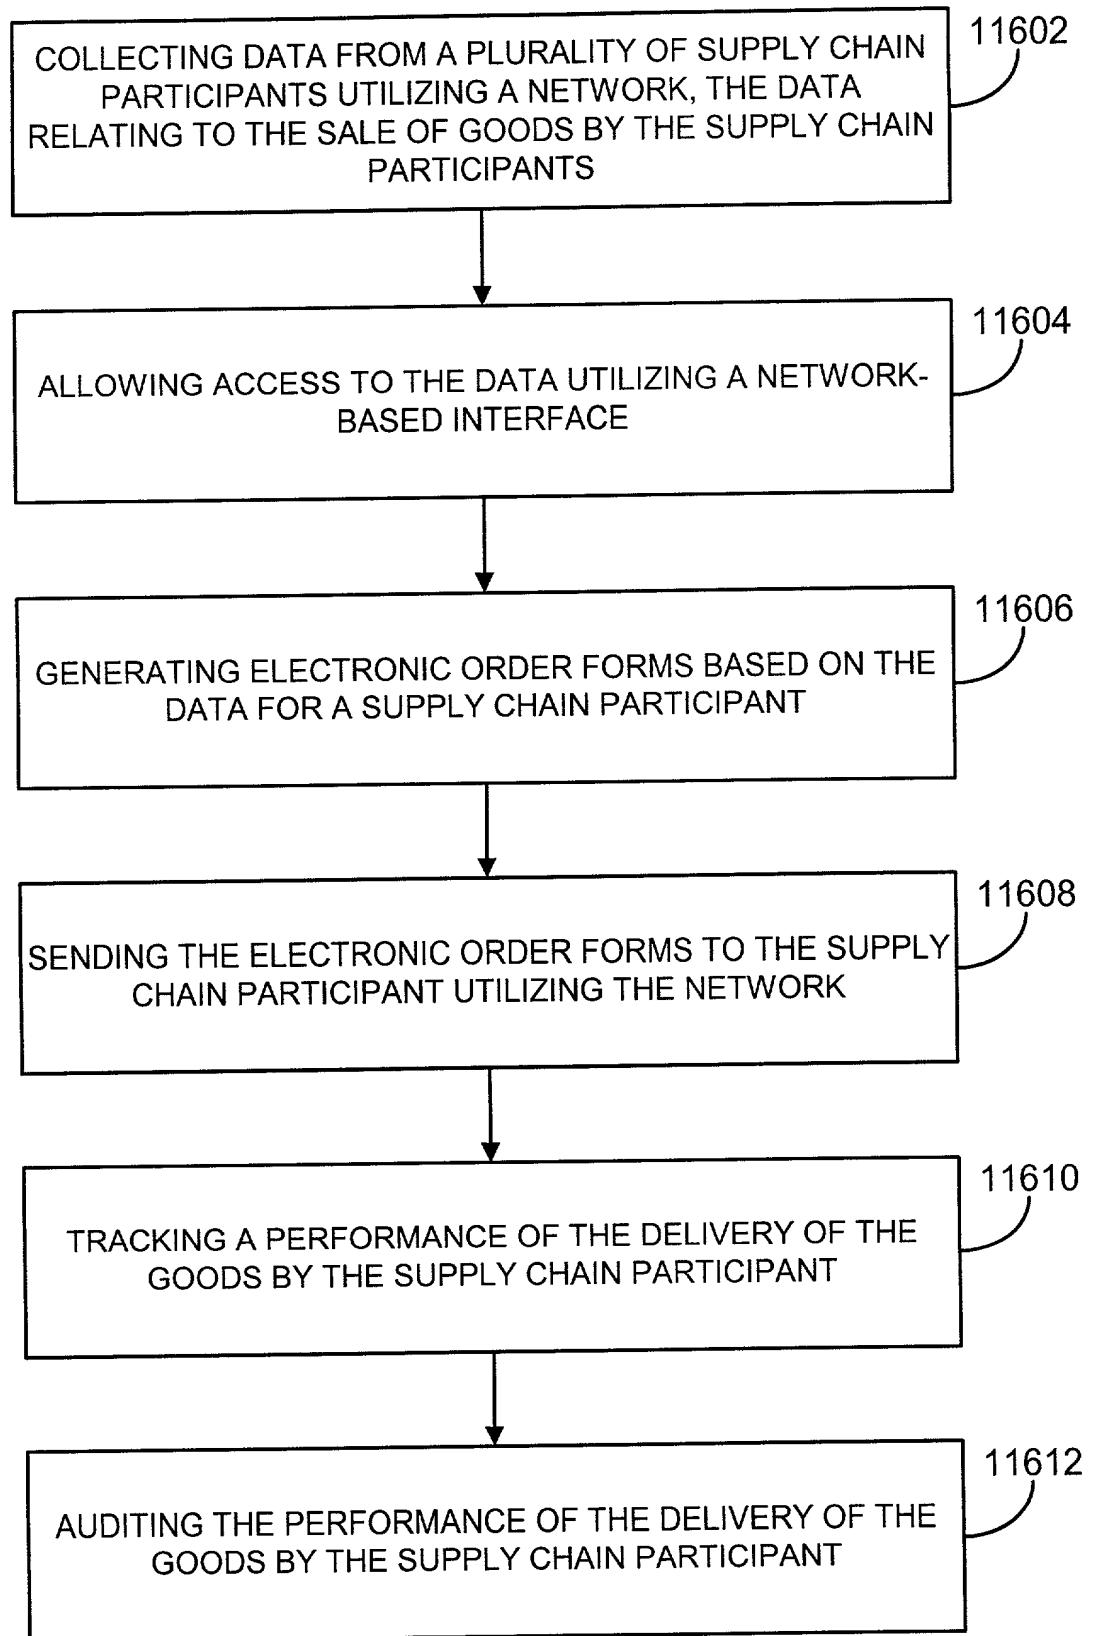 11602
COLLECTING DATA FROM A PLURALITY OF SUPPLY CHAIN
PARTICIPANTS UTILIZING A NETWORK, THE DATA
RELATING TO THE SALE OF GOODS BY THE SUPPLY CHAIN
PARTICIPANTS
11604
ALLOWING ACCESS TO THE DATA UTILIZING A NETWORK-
BASED INTERFACE
11606
GENERATING ELECTRONIC ORDER FORMS BASED ON THE
DATA FOR A SUPPLY CHAIN PARTICIPANT
11608
SENDING THE ELECTRONIC ORDER FORMS TO THE SUPPLY
CHAIN PARTICIPANT UTILIZING THE NETWORK
11610
TRACKING A PERFORMANCE OF THE DELIVERY OF THE
GOODS BY THE SUPPLY CHAIN PARTICIPANT
11612
AUDITING THE PERFORMANCE OF THE DELIVERY OF THE
GOODS BY THE SUPPLY CHAIN PARTICIPANT